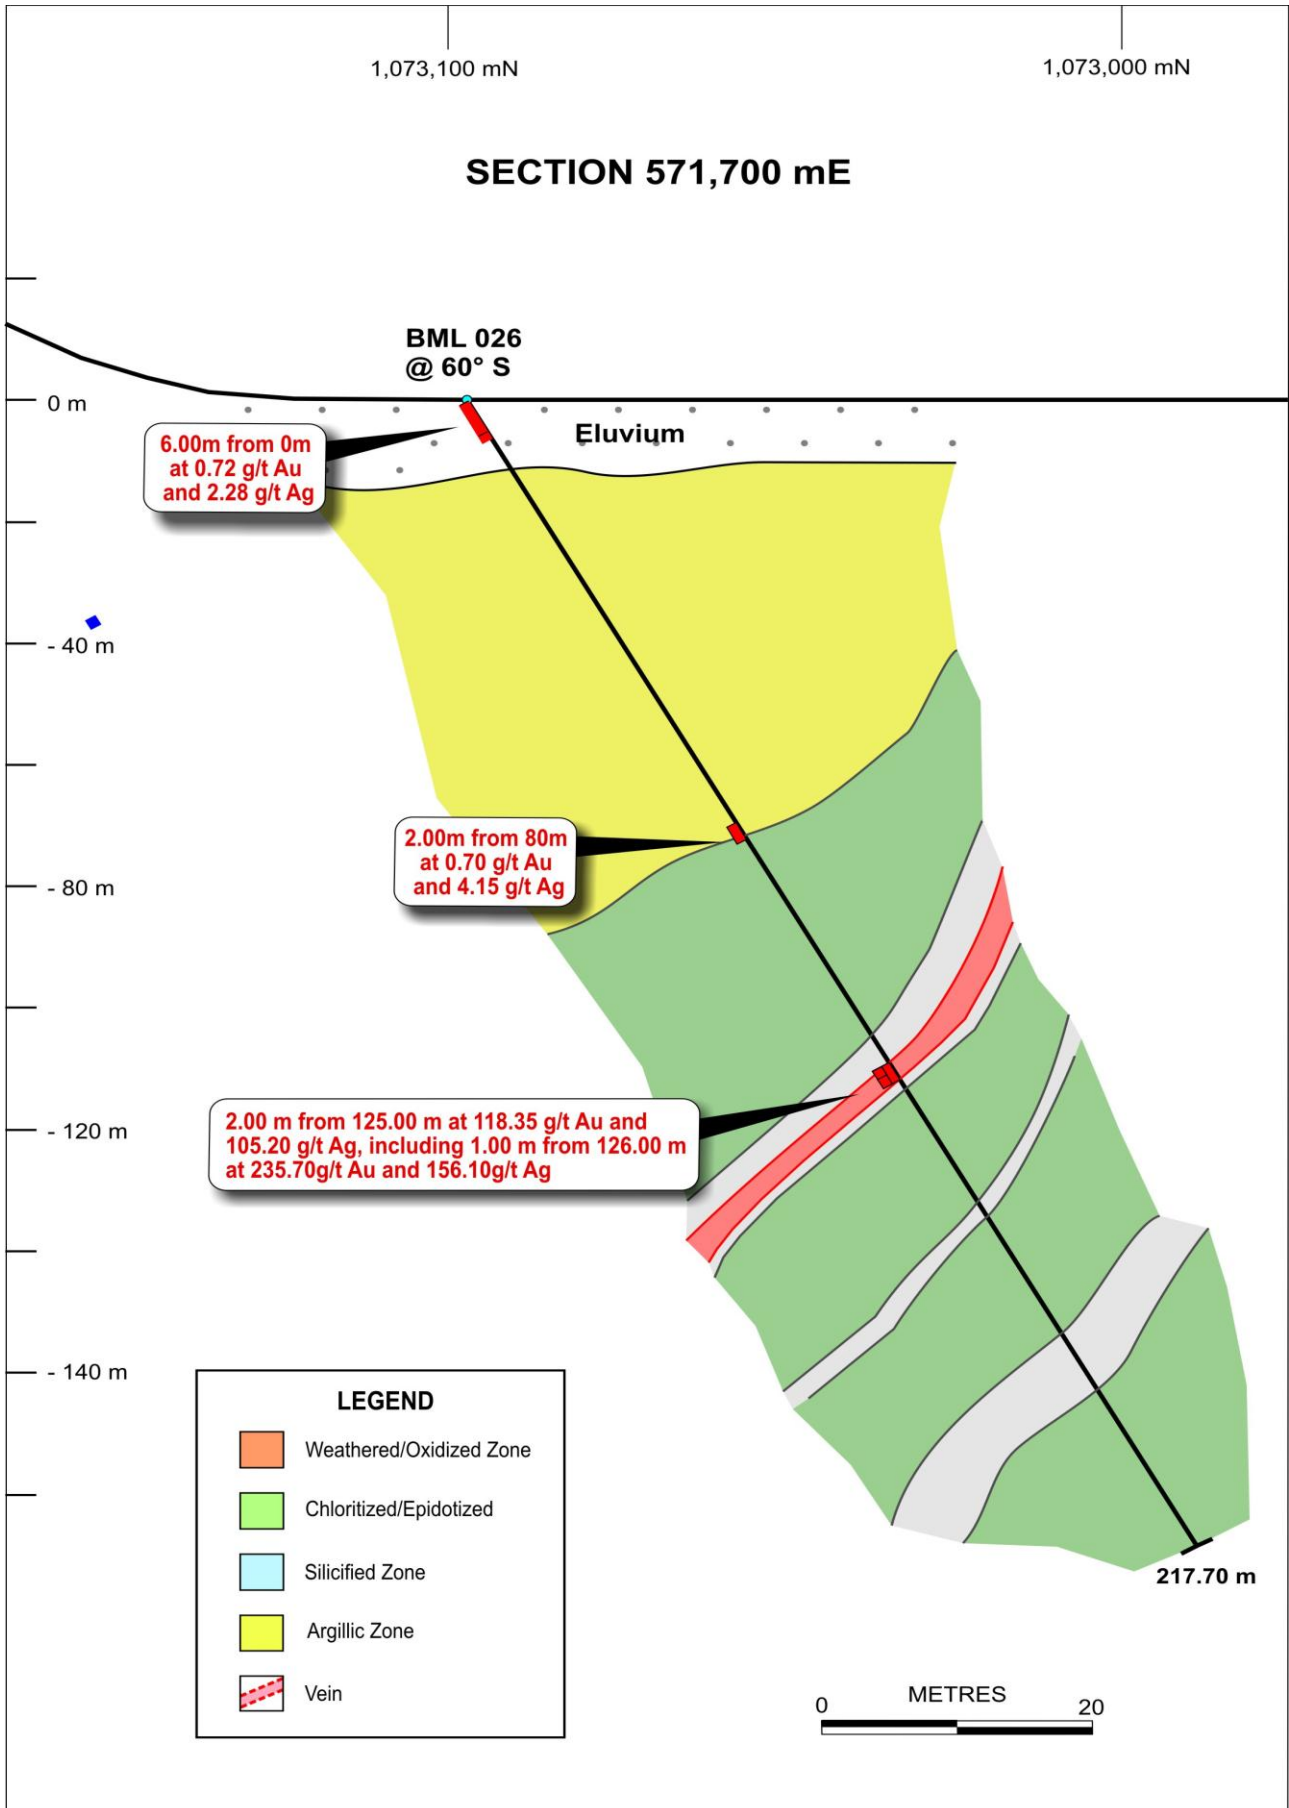 1,073,100 mN
1,073,000 mN
SECTION 571,700 mE
BML 026
@ 60° S
0 m
Eluvium
6.00m from 0m
at 0.72 g/t Au
and 2.28 g/t Ag
- 40 m
2.00m from 80m
at 0.70 g/t Au
and 4.15 g/t Ag
- 80 m
2.00 m from 125.00 m at 118.35 g/t Au and
105.20 g/t Ag, including 1.00 m from 126.00 m
at 235.70g/t Au and 156.10g/t Ag
- 120 m
- 140 m
LEGEND
Weathered/Oxidized Zone
Chloritized/Epidotized
Silicified Zone
Argillic Zone
Vein
217.70 m
0 METRES 20